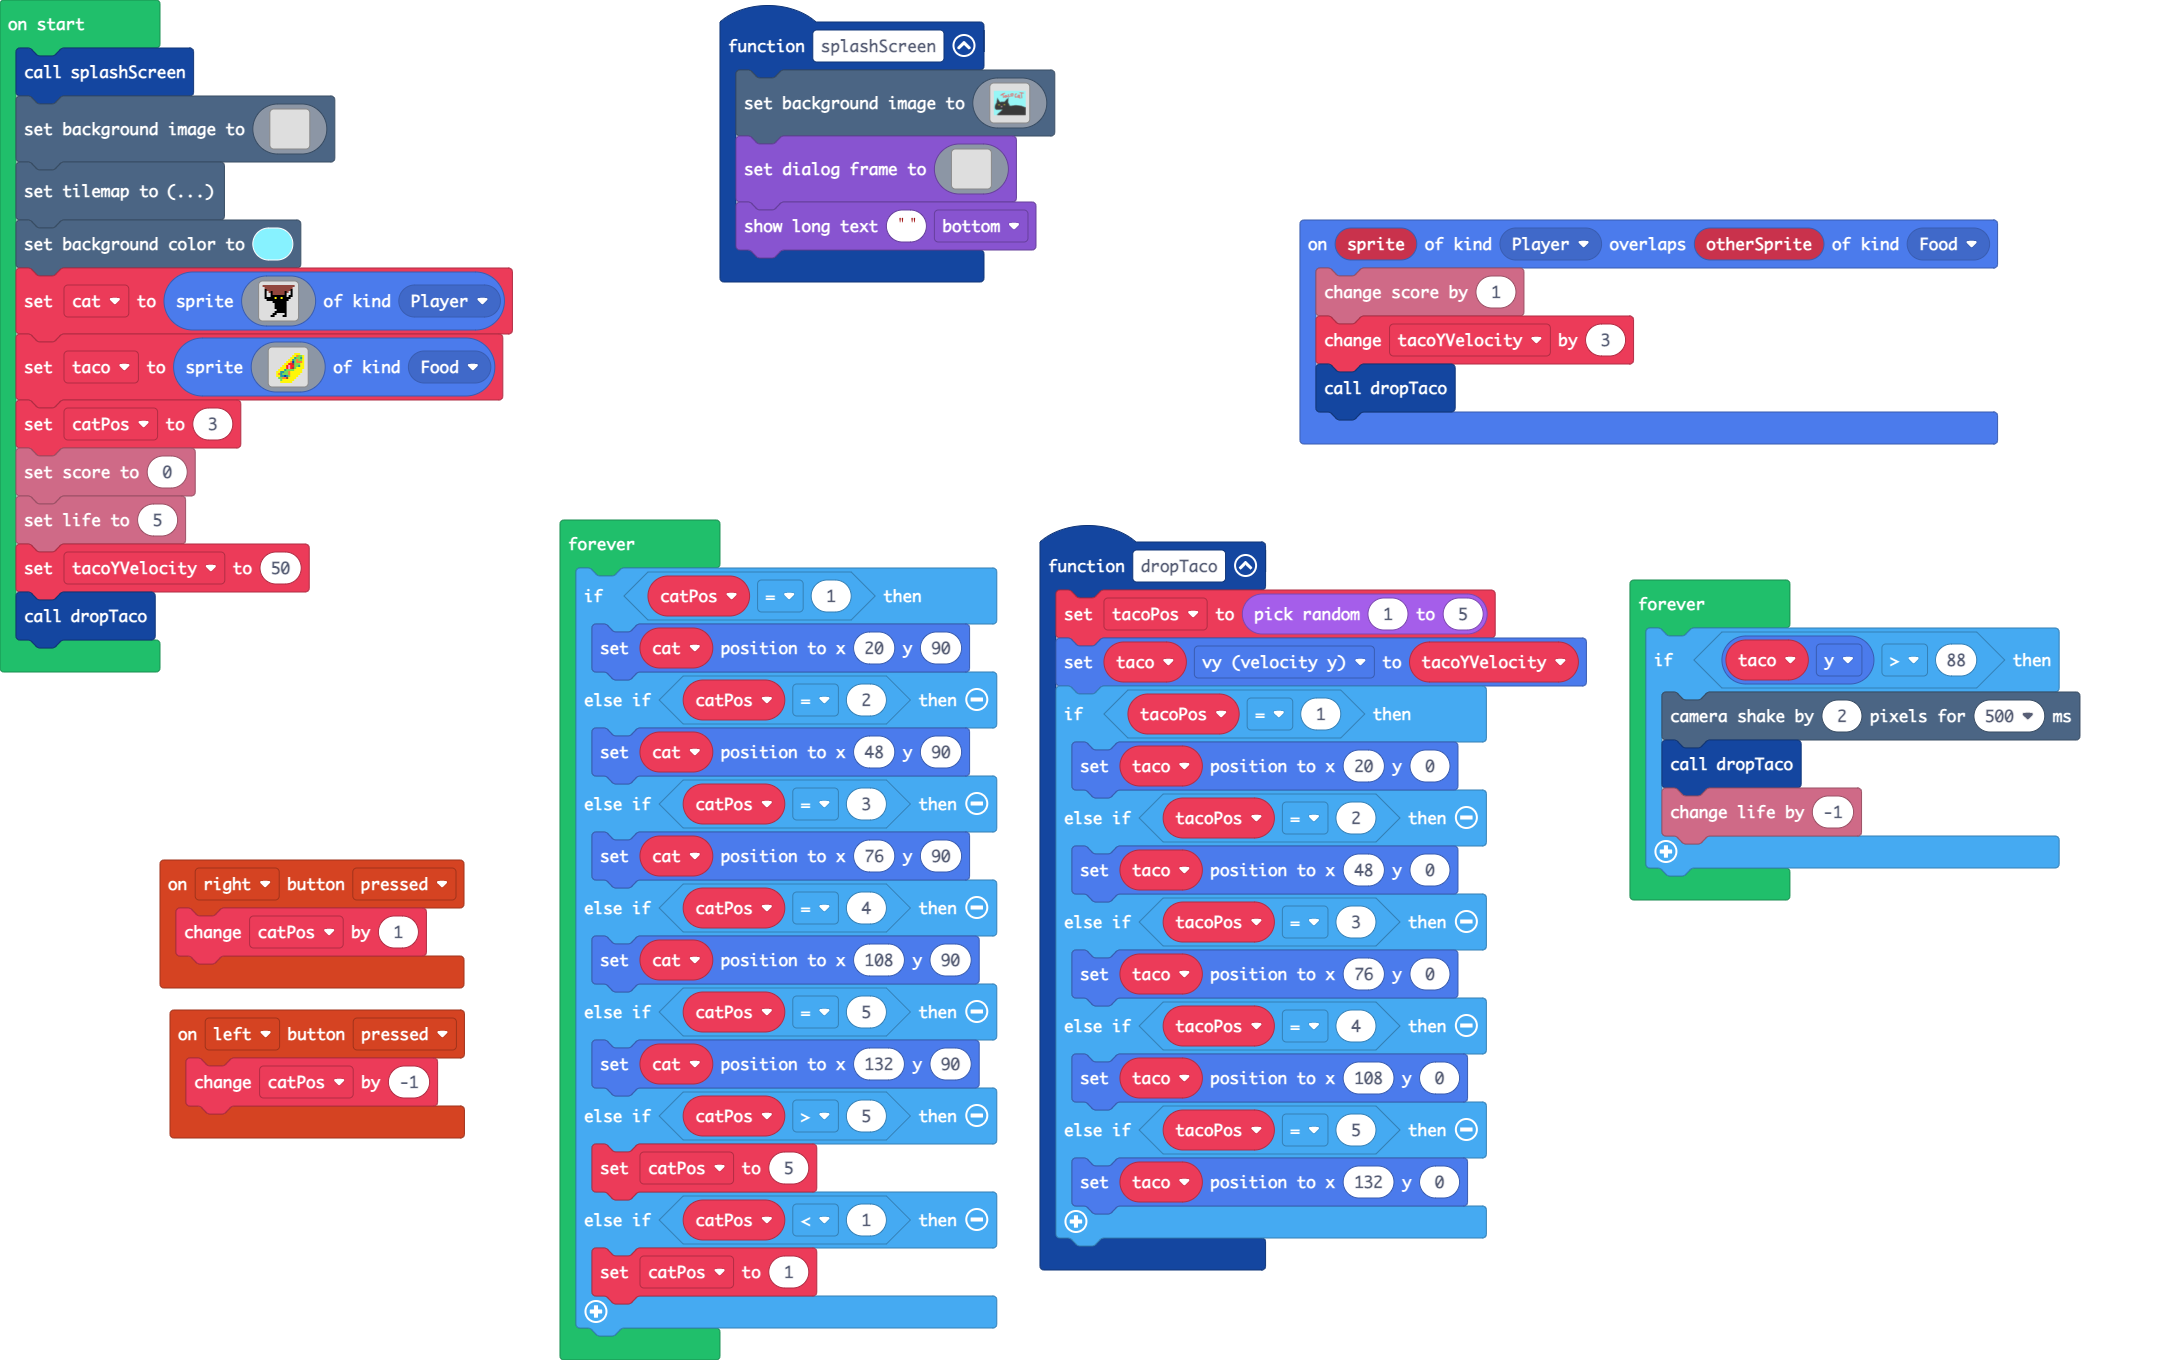 on start
call splashScreen
set background image to
set tilemap to (...)
set background color to
set cat to sprite of kind Player
set taco to sprite of kind Food
set catPos to 3
set score to 0
set life to 5
set tacoYVelocity to 50
call dropTaco
function splashScreen
set background image to
set dialog frame to
show long text " " bottom
on sprite of kind Player overlaps otherSprite of kind Food
change score by 1
change tacoYVelocity by 3
call dropTaco
on right button pressed
change catPos by 1
on left button pressed
change catPos by -1
forever
if catPos = 1 then
set cat position to x 20 y 90
else if catPos = 2 then
set cat position to x 48 y 90
else if catPos = 3 then
set cat position to x 76 y 90
else if catPos = 4 then
set cat position to x 108 y 90
else if catPos = 5 then
set cat position to x 132 y 90
else if catPos > 5 then
set catPos to 5
else if catPos < 1 then
set catPos to 1
function dropTaco
set tacoPos to pick random 1 to 5
set taco vy (velocity y) to tacoYVelocity
if tacoPos = 1 then
set taco position to x 20 y 0
else if tacoPos = 2 then
set taco position to x 48 y 0
else if tacoPos = 3 then
set taco position to x 76 y 0
else if tacoPos = 4 then
set taco position to x 108 y 0
else if tacoPos = 5 then
set taco position to x 132 y 0
forever
if taco y > 88 then
camera shake by 2 pixels for 500 ms
call dropTaco
change life by -1